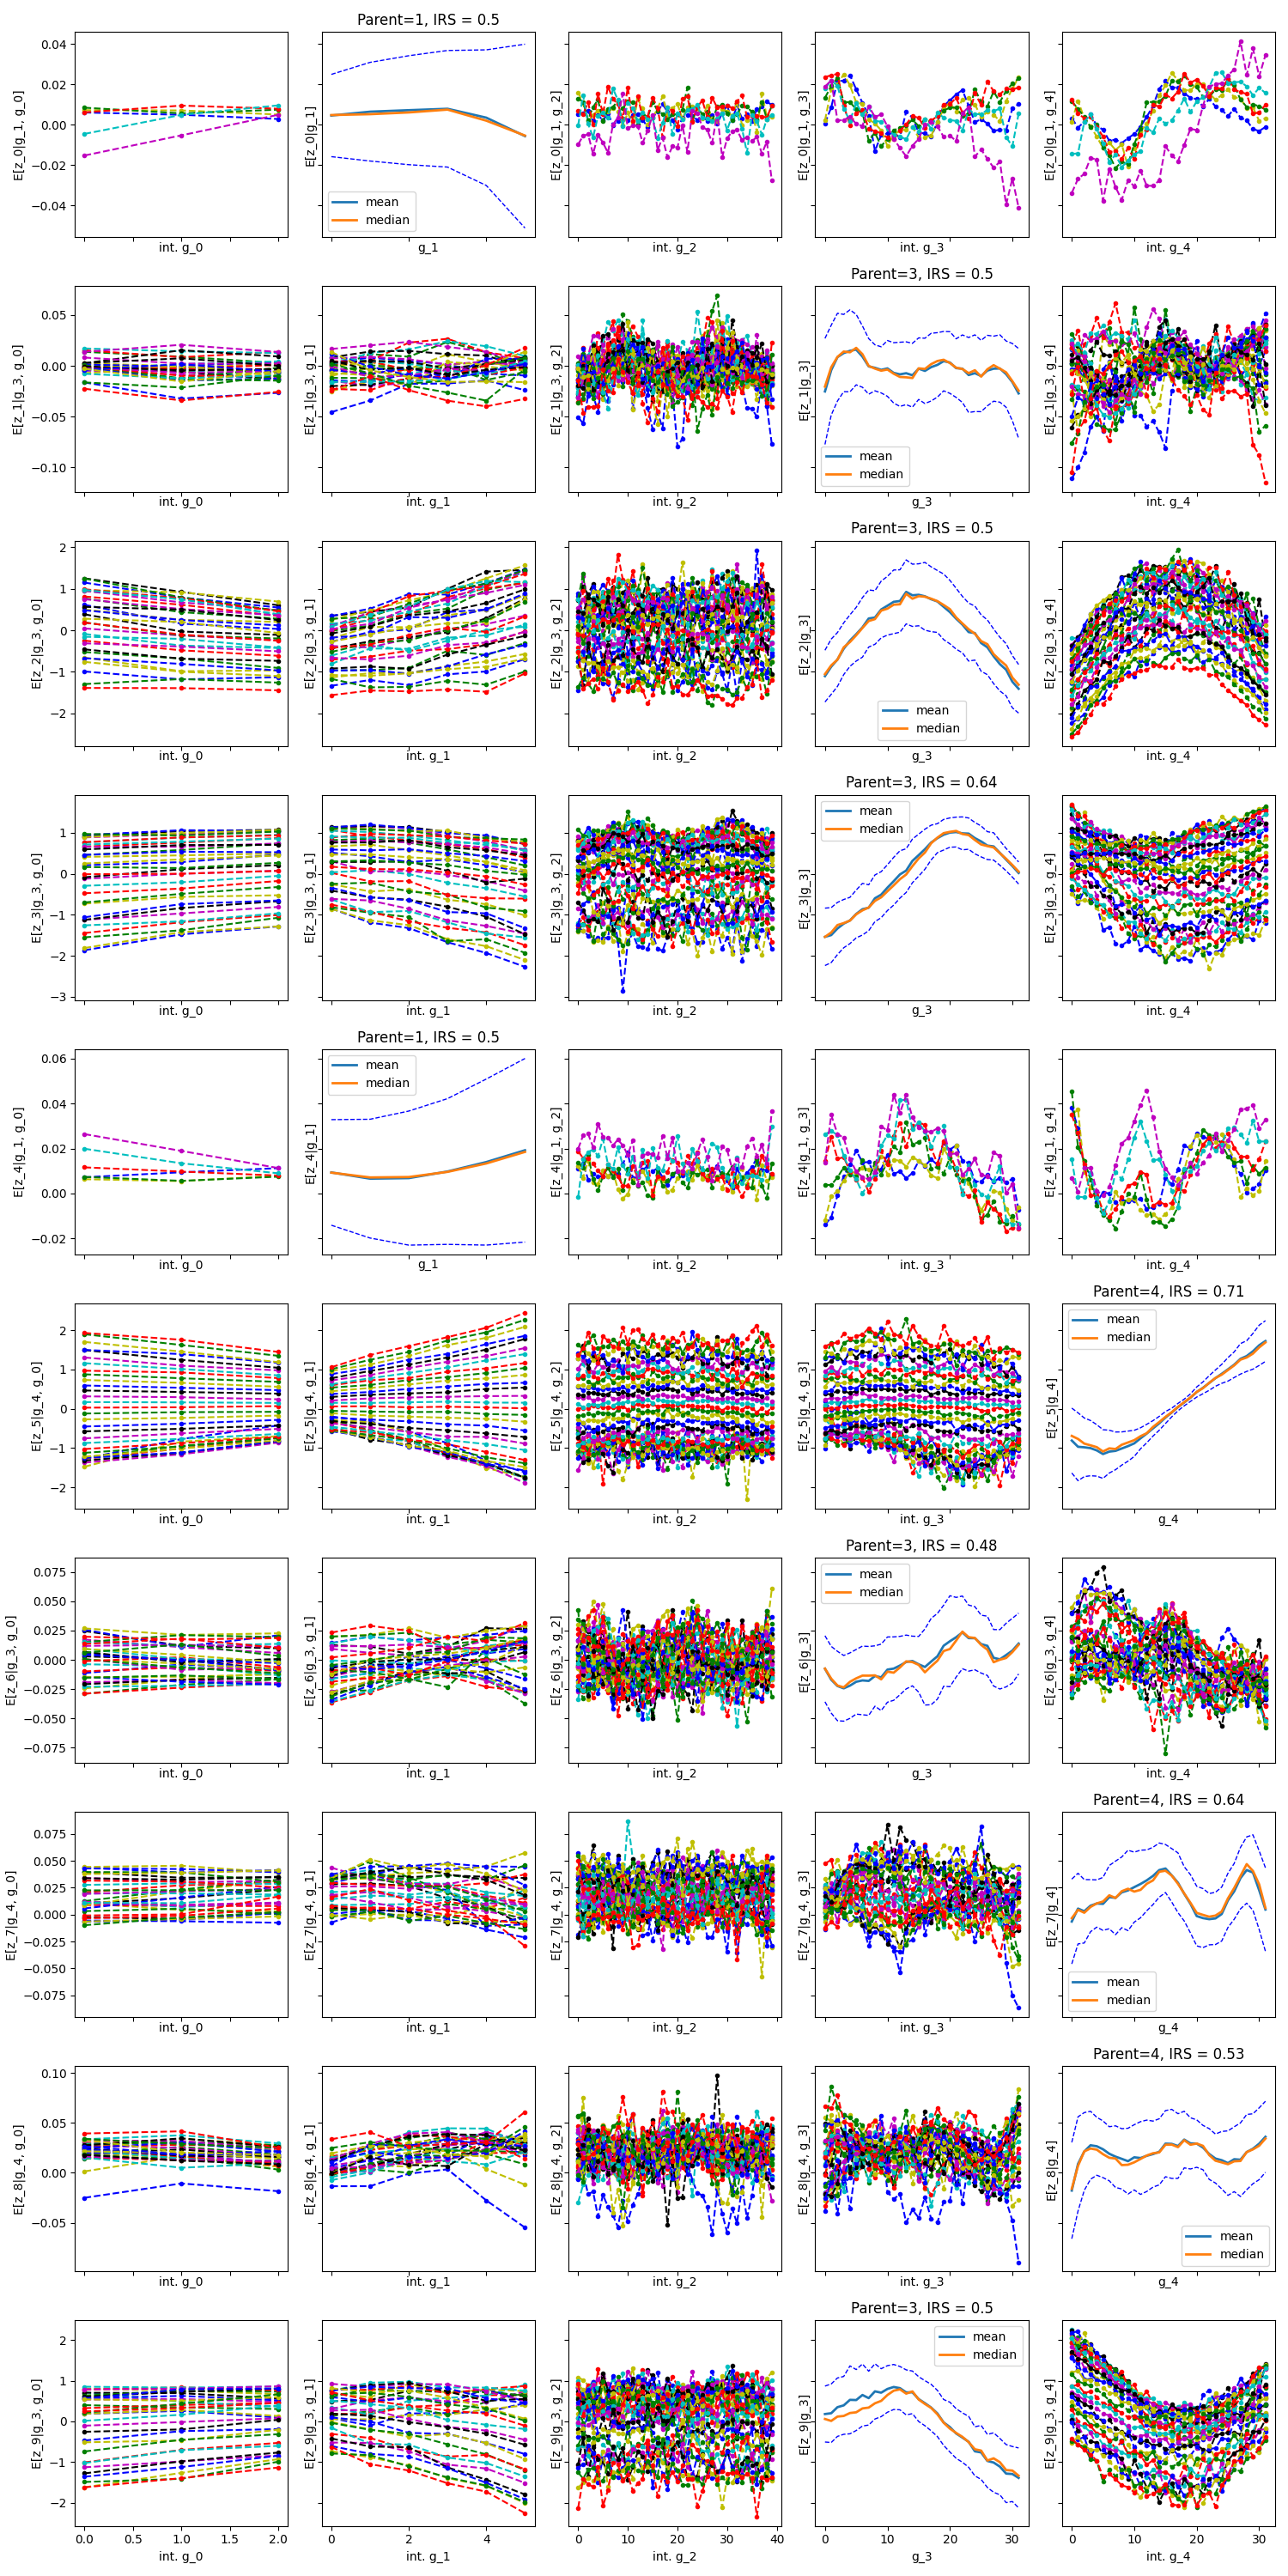 Parent=1, IRS = 0.5
0.04
0.02
0.00
−0.02
−0.04
E[z_0|g_1, g_0]
E[z_0|g_1]
E[z_0|g_1, g_2]
E[z_0|g_1, g_3]
E[z_0|g_1, g_4]
mean
median
int. g_0
g_1
int. g_2
int. g_3
int. g_4
Parent=3, IRS = 0.5
0.05
0.00
−0.05
−0.10
E[z_1|g_3, g_0]
E[z_1|g_3, g_1]
E[z_1|g_3, g_2]
E[z_1|g_3]
E[z_1|g_3, g_4]
mean
median
int. g_0
int. g_1
int. g_2
g_3
int. g_4
Parent=3, IRS = 0.5
2
1
0
−1
−2
E[z_2|g_3, g_0]
E[z_2|g_3, g_1]
E[z_2|g_3, g_2]
E[z_2|g_3]
E[z_2|g_3, g_4]
mean
median
int. g_0
int. g_1
int. g_2
g_3
int. g_4
Parent=3, IRS = 0.64
1
0
−1
−2
−3
E[z_3|g_3, g_0]
E[z_3|g_3, g_1]
E[z_3|g_3, g_2]
E[z_3|g_3]
E[z_3|g_3, g_4]
mean
median
int. g_0
int. g_1
int. g_2
g_3
int. g_4
Parent=1, IRS = 0.5
0.06
0.04
0.02
0.00
−0.02
E[z_4|g_1, g_0]
E[z_4|g_1]
E[z_4|g_1, g_2]
E[z_4|g_1, g_3]
E[z_4|g_1, g_4]
mean
median
int. g_0
g_1
int. g_2
int. g_3
int. g_4
Parent=4, IRS = 0.71
2
1
0
−1
−2
E[z_5|g_4, g_0]
E[z_5|g_4, g_1]
E[z_5|g_4, g_2]
E[z_5|g_4, g_3]
E[z_5|g_4]
mean
median
int. g_0
int. g_1
int. g_2
int. g_3
g_4
Parent=3, IRS = 0.48
0.075
0.050
0.025
0.000
−0.025
−0.050
−0.075
E[z_6|g_3, g_0]
E[z_6|g_3, g_1]
E[z_6|g_3, g_2]
E[z_6|g_3]
E[z_6|g_3, g_4]
mean
median
int. g_0
int. g_1
int. g_2
g_3
int. g_4
Parent=4, IRS = 0.64
0.075
0.050
0.025
0.000
−0.025
−0.050
−0.075
E[z_7|g_4, g_0]
E[z_7|g_4, g_1]
E[z_7|g_4, g_2]
E[z_7|g_4, g_3]
E[z_7|g_4]
mean
median
int. g_0
int. g_1
int. g_2
int. g_3
g_4
Parent=4, IRS = 0.53
0.10
0.05
0.00
−0.05
E[z_8|g_4, g_0]
E[z_8|g_4, g_1]
E[z_8|g_4, g_2]
E[z_8|g_4, g_3]
E[z_8|g_4]
mean
median
int. g_0
int. g_1
int. g_2
int. g_3
g_4
Parent=3, IRS = 0.5
2
1
0
−1
−2
E[z_9|g_3, g_0]
E[z_9|g_3, g_1]
E[z_9|g_3, g_2]
E[z_9|g_3]
E[z_9|g_3, g_4]
mean
median
0.0 0.5 1.0 1.5 2.0
0 2 4
0 10 20 30 40
0 10 20 30
0 10 20 30
int. g_0
int. g_1
int. g_2
g_3
int. g_4